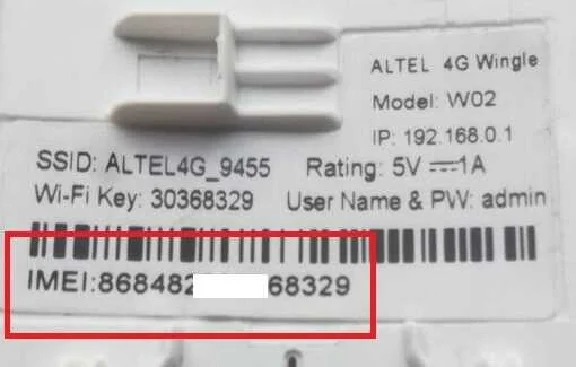 ALTEL 4G Wingle
Model: W02
IP: 192.168.0.1
SSID: ALTEL4G_9455 Rating: 5V⎓1A
Wi-Fi Key: 30368329 User Name & PW: admin
IMEI:868482 68329